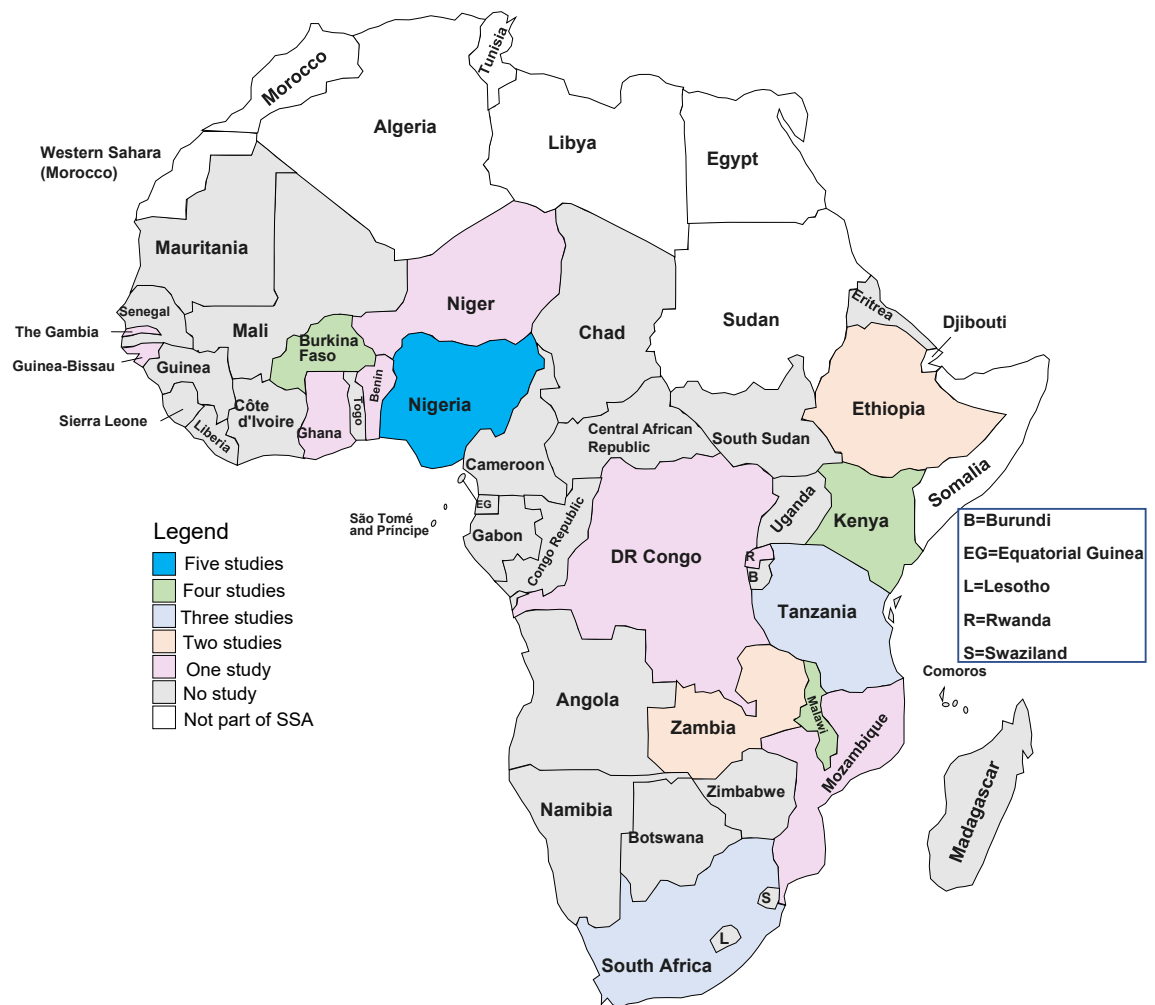 Tunisia
Morocco
Algeria
Libya
Egypt
Western Sahara
(Morocco)
Mauritania
Niger
Mali
Chad
Sudan
Eritrea
Senegal
The Gambia
Guinea-Bissau
Guinea
Burkina
Faso
Djibouti
Sierra Leone
Liberia
Côte
d'Ivoire
Ghana
Togo
Benin
Nigeria
Ethiopia
Central African
Republic
South Sudan
Cameroon
Somalia
EG
São Tomé
and Príncipe
Gabon
Congo Republic
DR Congo
Uganda
Kenya
R
B
Tanzania
B=Burundi
EG=Equatorial Guinea
L=Lesotho
R=Rwanda
S=Swaziland
Legend
Five studies
Four studies
Three studies
Two studies
One study
No study
Not part of SSA
Comoros
Angola
Zambia
Malawi
Mozambique
Zimbabwe
Namibia
Botswana
Madagascar
S
L
South Africa